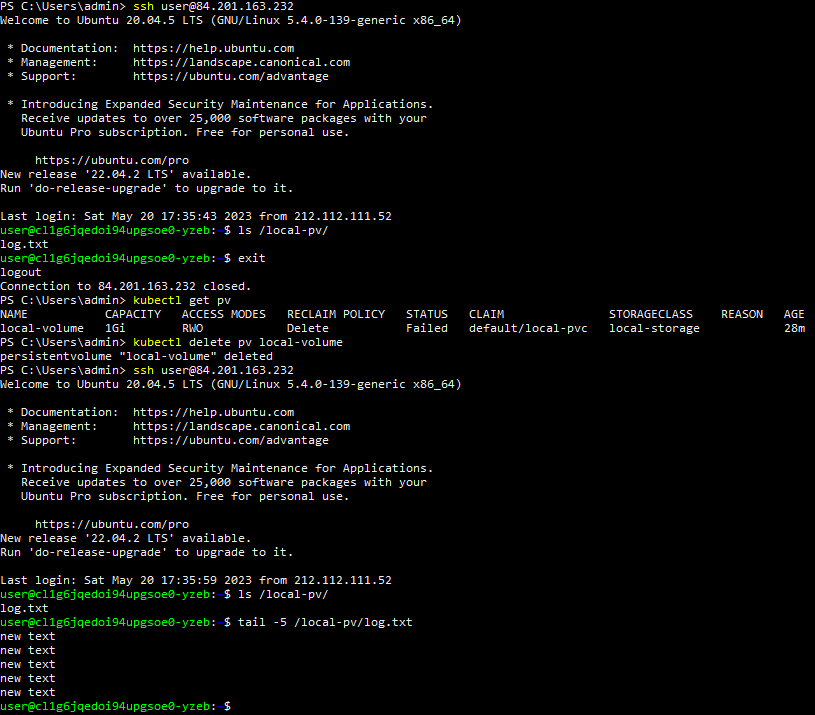 PS C:\Users\admin> ssh user@84.201.163.232
Welcome to Ubuntu 20.04.5 LTS (GNU/Linux 5.4.0-139-generic x86_64)
* Documentation:  https://help.ubuntu.com
* Management:     https://landscape.canonical.com
* Support:        https://ubuntu.com/advantage
* Introducing Expanded Security Maintenance for Applications.
Receive updates to over 25,000 software packages with your
Ubuntu Pro subscription. Free for personal use.
https://ubuntu.com/pro
New release '22.04.2 LTS' available.
Run 'do-release-upgrade' to upgrade to it.
Last login: Sat May 20 17:35:43 2023 from 212.112.111.52
user@cl1g6jqedoi94upgsoe0-yzeb:~$ ls /local-pv/
log.txt
user@cl1g6jqedoi94upgsoe0-yzeb:~$ exit
logout
Connection to 84.201.163.232 closed.
PS C:\Users\admin> kubectl get pv
NAME           CAPACITY   ACCESS MODES   RECLAIM POLICY   STATUS   CLAIM               STORAGECLASS    REASON   AGE
local-volume   1Gi        RWO            Delete           Failed   default/local-pvc   local-storage            28m
PS C:\Users\admin> kubectl delete pv local-volume
persistentvolume "local-volume" deleted
PS C:\Users\admin> ssh user@84.201.163.232
Welcome to Ubuntu 20.04.5 LTS (GNU/Linux 5.4.0-139-generic x86_64)
* Documentation:  https://help.ubuntu.com
* Management:     https://landscape.canonical.com
* Support:        https://ubuntu.com/advantage
* Introducing Expanded Security Maintenance for Applications.
Receive updates to over 25,000 software packages with your
Ubuntu Pro subscription. Free for personal use.
https://ubuntu.com/pro
New release '22.04.2 LTS' available.
Run 'do-release-upgrade' to upgrade to it.
Last login: Sat May 20 17:35:59 2023 from 212.112.111.52
user@cl1g6jqedoi94upgsoe0-yzeb:~$ ls /local-pv/
log.txt
user@cl1g6jqedoi94upgsoe0-yzeb:~$ tail -5 /local-pv/log.txt
new text
new text
new text
new text
new text
user@cl1g6jqedoi94upgsoe0-yzeb:~$